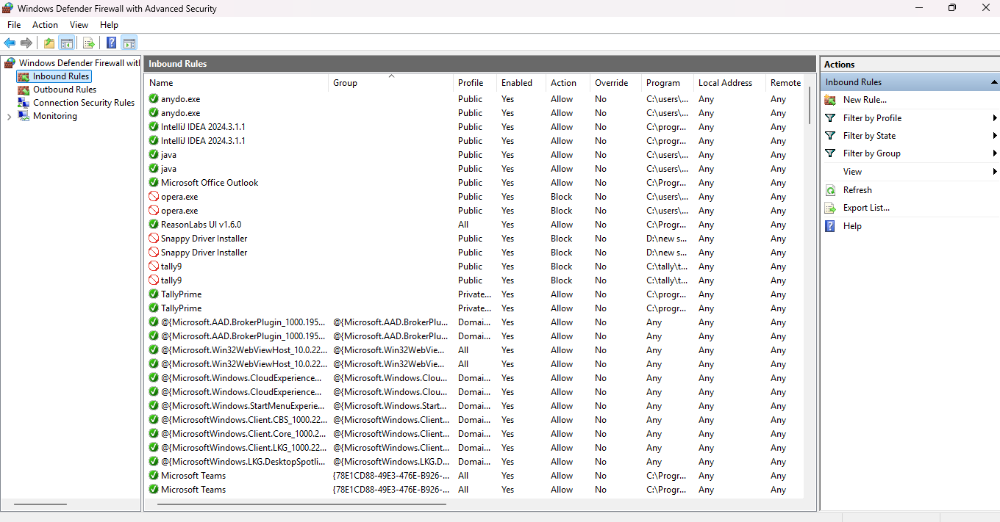 Windows Defender Firewall with Advanced Security
File Action View Help
Windows Defender Firewall witl
Inbound Rules
Outbound Rules
Connection Security Rules
Monitoring
Inbound Rules
Name Group Profile Enabled Action Override Program Local Address Remote
anydo.exe Public Yes Allow No C:\users\... Any Any
anydo.exe Public Yes Allow No C:\users\... Any Any
IntelliJ IDEA 2024.3.1.1 Public Yes Allow No C:\progr... Any Any
IntelliJ IDEA 2024.3.1.1 Public Yes Allow No C:\progr... Any Any
java Public Yes Allow No C:\users\... Any Any
java Public Yes Allow No C:\users\... Any Any
Microsoft Office Outlook Public Yes Allow No C:\Progr... Any Any
opera.exe Public Yes Block No C:\users\... Any Any
opera.exe Public Yes Block No C:\users\... Any Any
ReasonLabs UI v1.6.0 All Yes Allow No C:\Progr... Any Any
Snappy Driver Installer Public Yes Block No D:\new s... Any Any
Snappy Driver Installer Public Yes Block No D:\new s... Any Any
tally9 Public Yes Block No C:\tally\t... Any Any
tally9 Public Yes Block No C:\tally\t... Any Any
TallyPrime Private... Yes Allow No C:\progr... Any Any
TallyPrime Private... Yes Allow No C:\progr... Any Any
@{Microsoft.AAD.BrokerPlugin_1000.195... @{Microsoft.AAD.BrokerPlu... Domai... Yes Allow No Any Any Any
@{Microsoft.AAD.BrokerPlugin_1000.195... @{Microsoft.AAD.BrokerPlu... Domai... Yes Allow No Any Any Any
@{Microsoft.Win32WebViewHost_10.0.22... @{Microsoft.Win32WebVie... All Yes Allow No Any Any Any
@{Microsoft.Win32WebViewHost_10.0.22... @{Microsoft.Win32WebVie... All Yes Allow No Any Any Any
@{Microsoft.Windows.CloudExperience... @{Microsoft.Windows.Clou... Domai... Yes Allow No Any Any Any
@{Microsoft.Windows.CloudExperience... @{Microsoft.Windows.Clou... Domai... Yes Allow No Any Any Any
@{Microsoft.Windows.StartMenuExperie... @{Microsoft.Windows.Start... Domai... Yes Allow No Any Any Any
@{MicrosoftWindows.Client.CBS_1000.22... @{MicrosoftWindows.Client... Domai... Yes Allow No Any Any Any
@{MicrosoftWindows.Client.Core_1000.2... @{MicrosoftWindows.Client... Domai... Yes Allow No Any Any Any
@{MicrosoftWindows.Client.LKG_1000.22... @{MicrosoftWindows.Client... Domai... Yes Allow No Any Any Any
@{MicrosoftWindows.LKG.DesktopSpotli... @{MicrosoftWindows.LKG.D... Domai... Yes Allow No Any Any Any
Microsoft Teams {78E1CD88-49E3-476E-B926-... All Yes Allow No C:\Progr... Any Any
Microsoft Teams {78E1CD88-49E3-476E-B926-... All Yes Allow No C:\Progr... Any Any
Actions
Inbound Rules
New Rule...
Filter by Profile
Filter by State
Filter by Group
View
Refresh
Export List...
Help